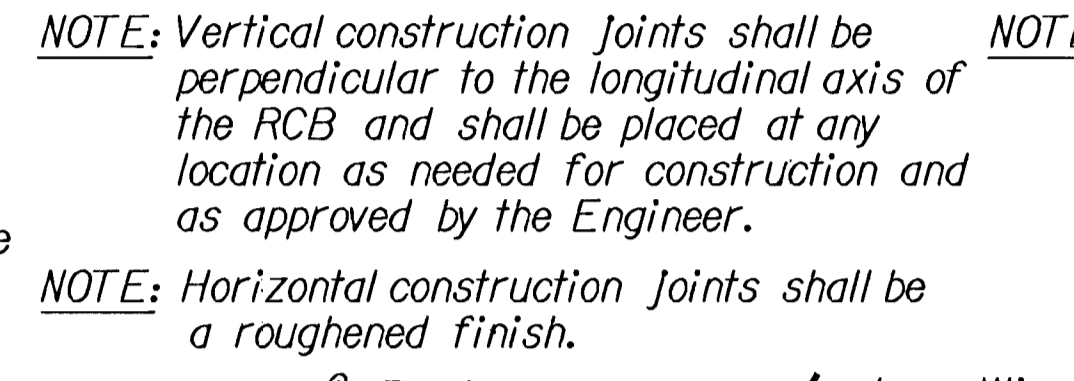 NOTE: Vertical construction joints shall be
perpendicular to the longitudinal axis of
the RCB and shall be placed at any
location as needed for construction and
as approved by the Engineer.
NOTE: Horizontal construction joints shall be
a roughened finish.